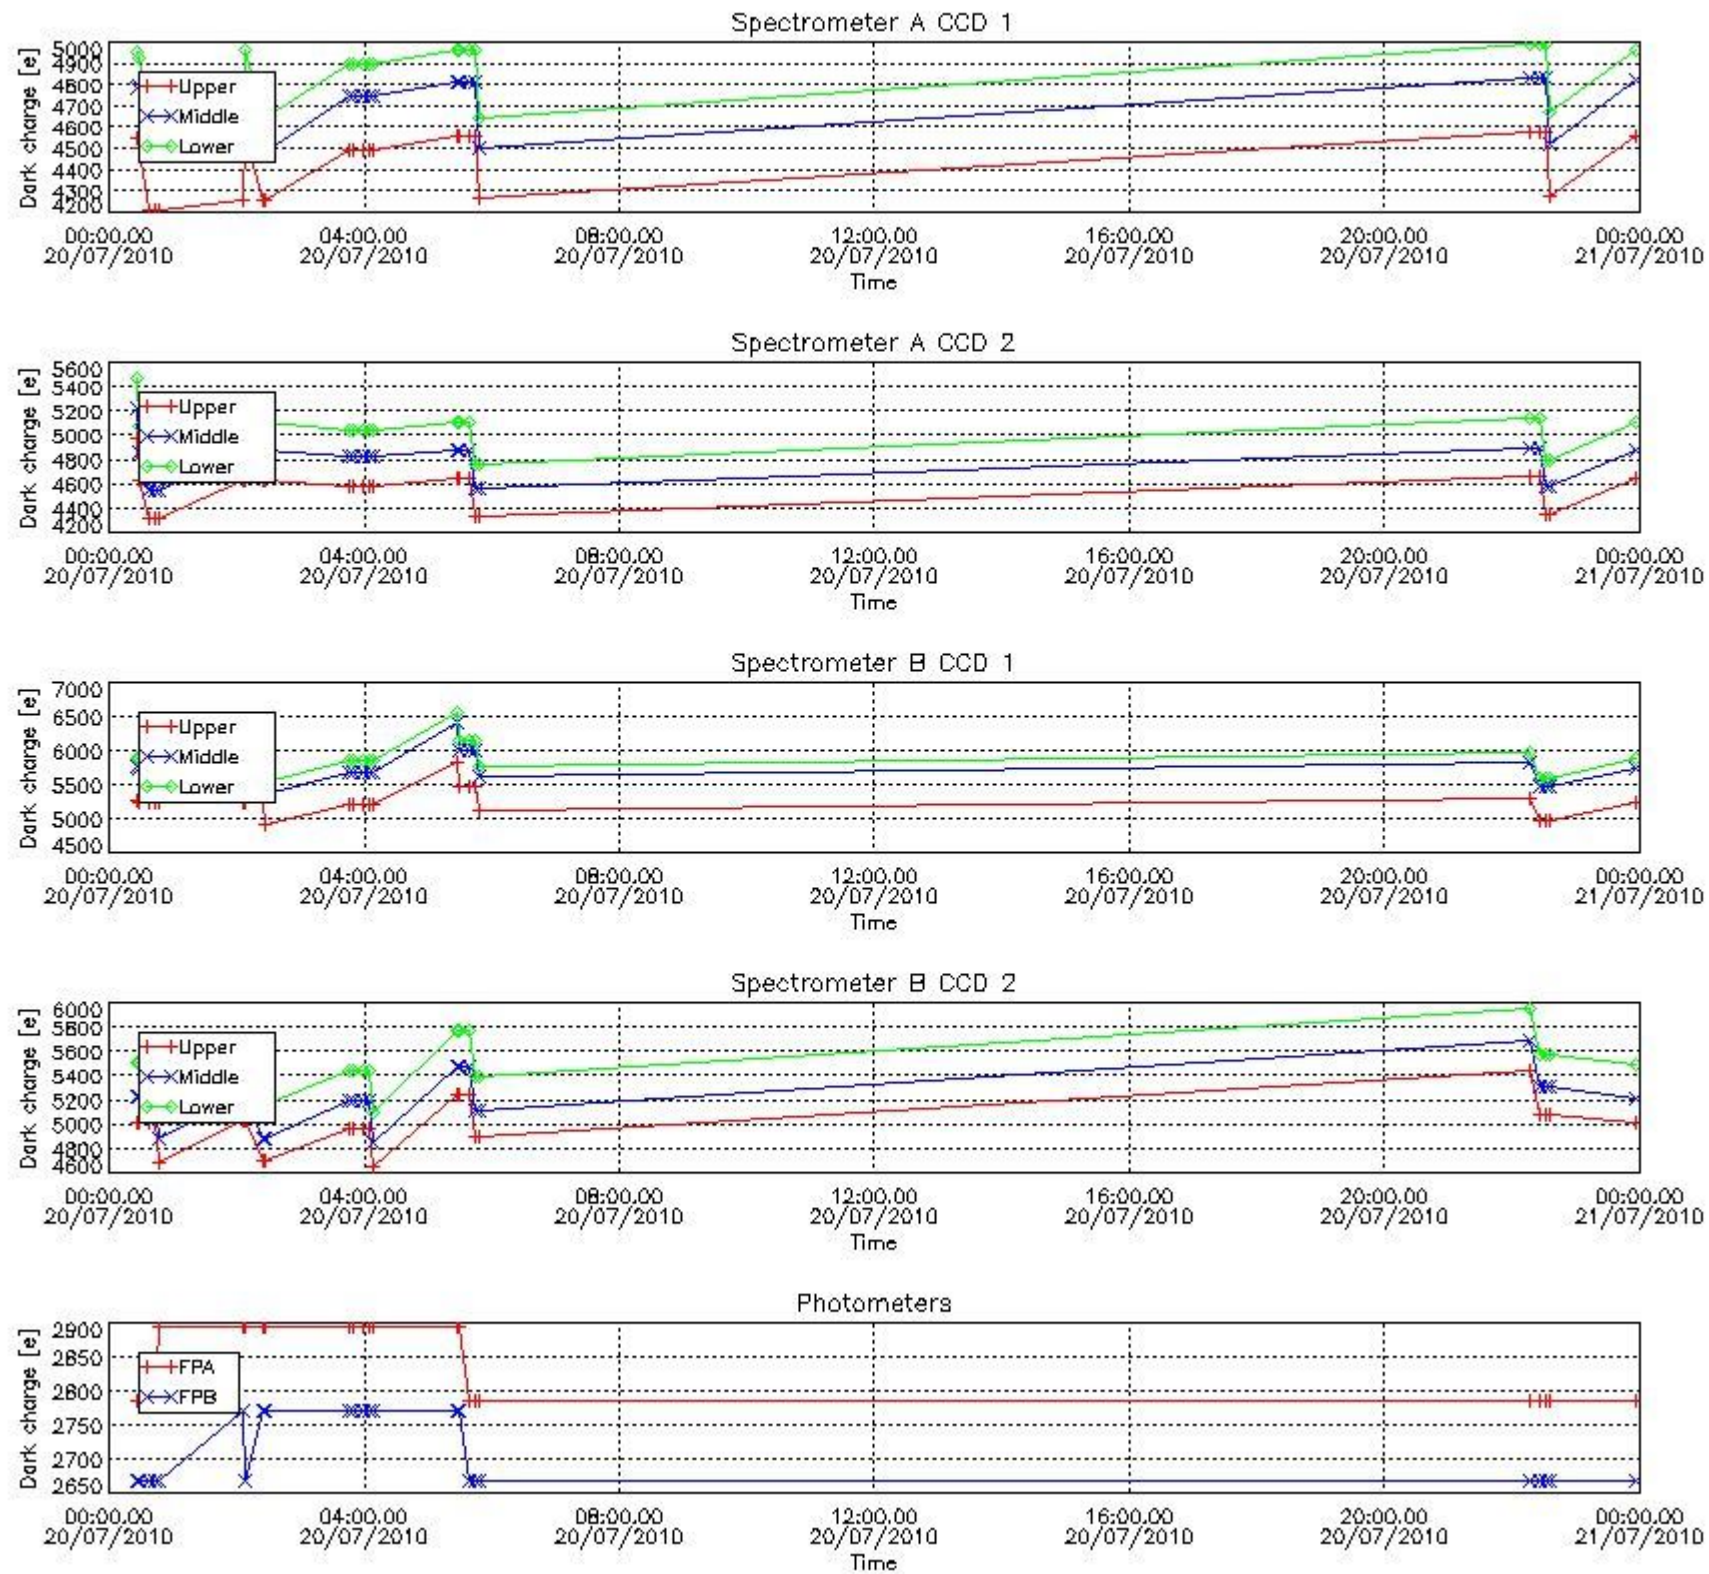 Spectrometer A CCD 1
Dark charge [e]
5000
4900
4800
4700
4600
4500
4400
4300
4200
Upper
Middle
Lower
00:00.00 04:00.00 08:00.00 12:00.00 16:00.00 20:00.00 00:00.00
20/07/2010 20/07/2010 20/07/2010 20/07/2010 20/07/2010 20/07/2010 21/07/2010
Time
Spectrometer A CCD 2
Dark charge [e]
5600
5400
5200
5000
4800
4600
4400
4200
Upper
Middle
Lower
00:00.00 04:00.00 08:00.00 12:00.00 16:00.00 20:00.00 00:00.00
20/07/2010 20/07/2010 20/07/2010 20/07/2010 20/07/2010 20/07/2010 21/07/2010
Time
Spectrometer B CCD 1
Dark charge [e]
7000
6500
6000
5500
5000
4500
Upper
Middle
Lower
00:00.00 04:00.00 08:00.00 12:00.00 16:00.00 20:00.00 00:00.00
20/07/2010 20/07/2010 20/07/2010 20/07/2010 20/07/2010 20/07/2010 21/07/2010
Time
Spectrometer B CCD 2
Dark charge [e]
6000
5800
5600
5400
5200
5000
4800
4600
Upper
Middle
Lower
00:00.00 04:00.00 08:00.00 12:00.00 16:00.00 20:00.00 00:00.00
20/07/2010 20/07/2010 20/07/2010 20/07/2010 20/07/2010 20/07/2010 21/07/2010
Time
Photometers
Dark charge [e]
2900
2850
2800
2750
2700
2650
FPA
FPB
00:00.00 04:00.00 08:00.00 12:00.00 16:00.00 20:00.00 00:00.00
20/07/2010 20/07/2010 20/07/2010 20/07/2010 20/07/2010 20/07/2010 21/07/2010
Time